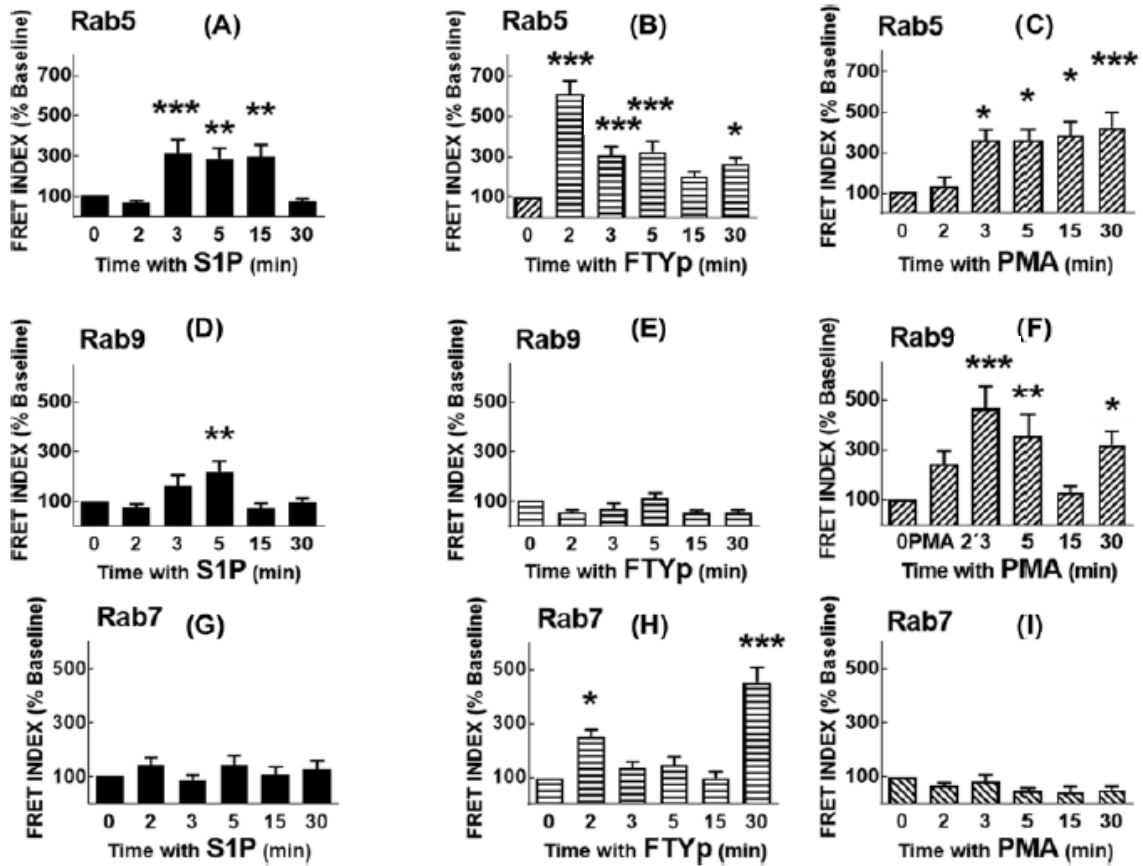 Rab5 (A)
FRET INDEX (% Baseline)
700
500
300
100
*** ** **
0 2 3 5 15 30
Time with S1P (min)
Rab5 (B)
FRET INDEX (% Baseline)
700
500
300
100
*** *** *** *
0 2 3 5 15 30
Time with FTYp (min)
Rab5 (C)
FRET INDEX (% Baseline)
700
500
300
100
* * * ***
0 2 3 5 15 30
Time with PMA (min)
Rab9 (D)
FRET INDEX (% Baseline)
500
300
100
**
0 2 3 5 15 30
Time with S1P (min)
Rab9 (E)
FRET INDEX (% Baseline)
500
300
100
0 2 3 5 15 30
Time with FTYp (min)
Rab9 (F)
FRET INDEX (% Baseline)
500
300
100
*** ** *
0PMA 2´3 5 15 30
Time with PMA (min)
Rab7 (G)
FRET INDEX (% Baseline)
500
300
100
0 2 3 5 15 30
Time with S1P (min)
Rab7 (H)
FRET INDEX (% Baseline)
500
300
100
* ***
0 2 3 5 15 30
Time with FTYp (min)
Rab7 (I)
FRET INDEX (% Baseline)
500
300
100
0 2 3 5 15 30
Time with PMA (min)